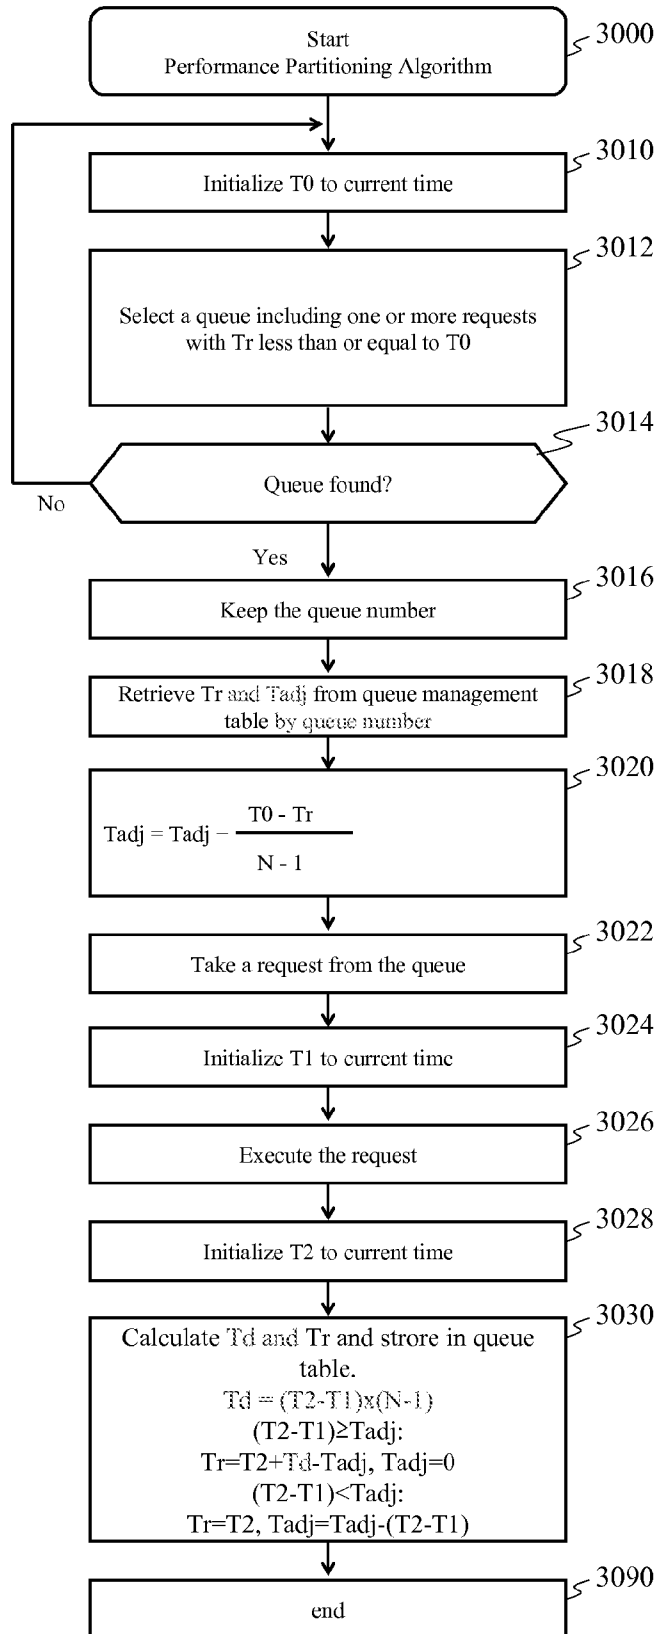 Start
Performance Partitioning Algorithm
3000
3010
Initialize T0 to current time
3012
Select a queue including one or more requests
with Tr less than or equal to T0
3014
Queue found?
No
Yes
3016
Keep the queue number
3018
Retrieve Tr and Tadj from queue management
table by queue number
3020
T0 - Tr
Tadj = Tadj −
N - 1
3022
Take a request from the queue
3024
Initialize T1 to current time
3026
Execute the request
3028
Initialize T2 to current time
3030
Calculate Td and Tr and strore in queue
table.
Td = (T2-T1)x(N-1)
(T2-T1)≥Tadj:
Tr=T2+Td-Tadj, Tadj=0
(T2-T1)<Tadj:
Tr=T2, Tadj=Tadj-(T2-T1)
3090
end